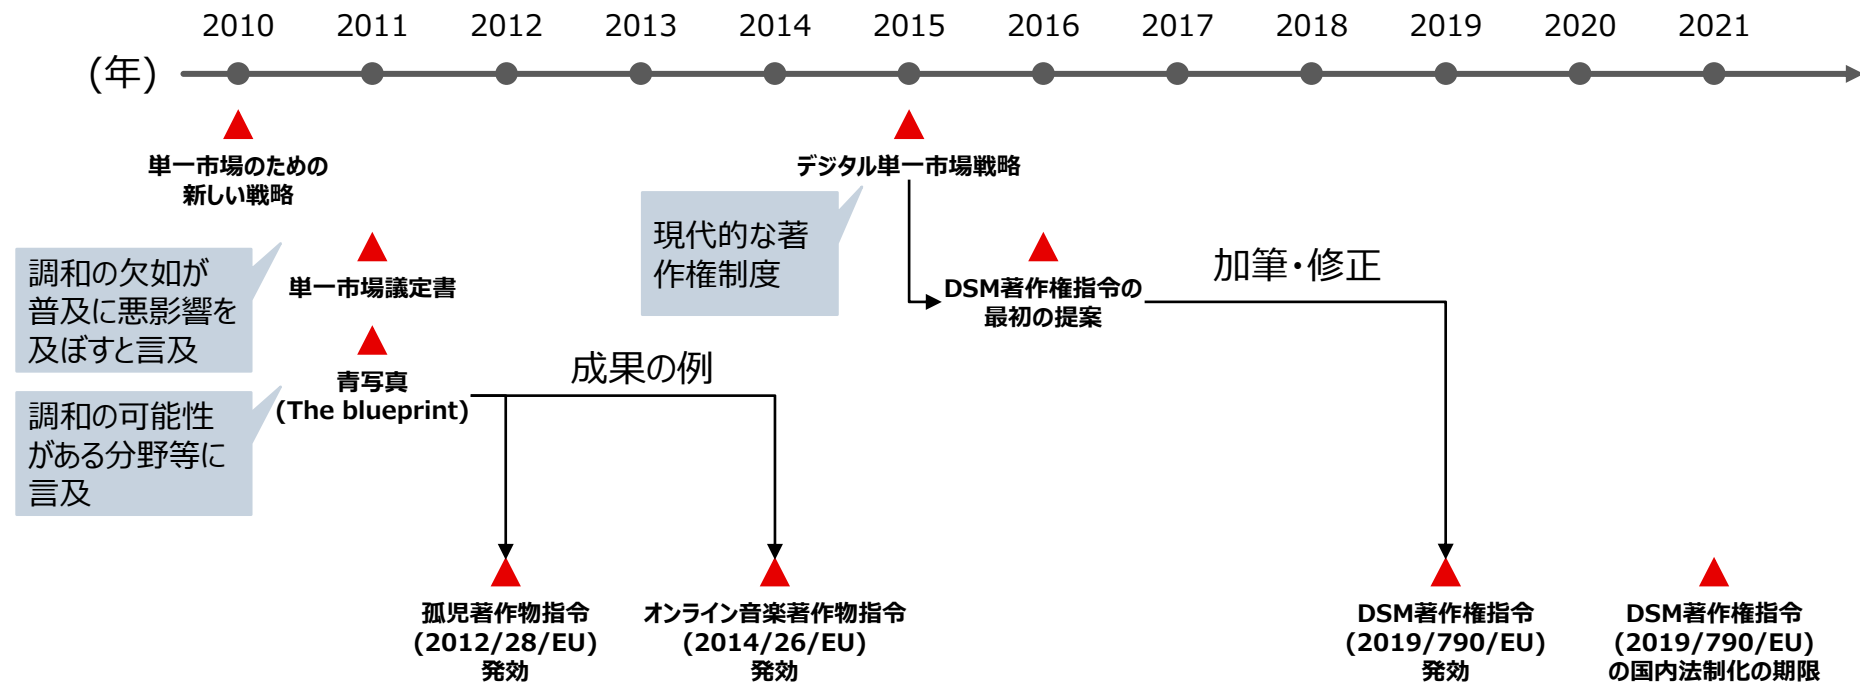 2010 2011 2012 2013 2014 2015 2016 2017 2018 2019 2020 2021
(年)
単一市場のための
新しい戦略
デジタル単一市場戦略
現代的な著
作権制度
調和の欠如が
普及に悪影響を
及ぼすと言及
単一市場議定書
DSM著作権指令の
最初の提案
加筆・修正
青写真
(The blueprint)
成果の例
調和の可能性
がある分野等に
言及
孤児著作物指令
(2012/28/EU)
発効
オンライン音楽著作物指令
(2014/26/EU)
発効
DSM著作権指令
(2019/790/EU)
発効
DSM著作権指令
(2019/790/EU)
の国内法制化の期限